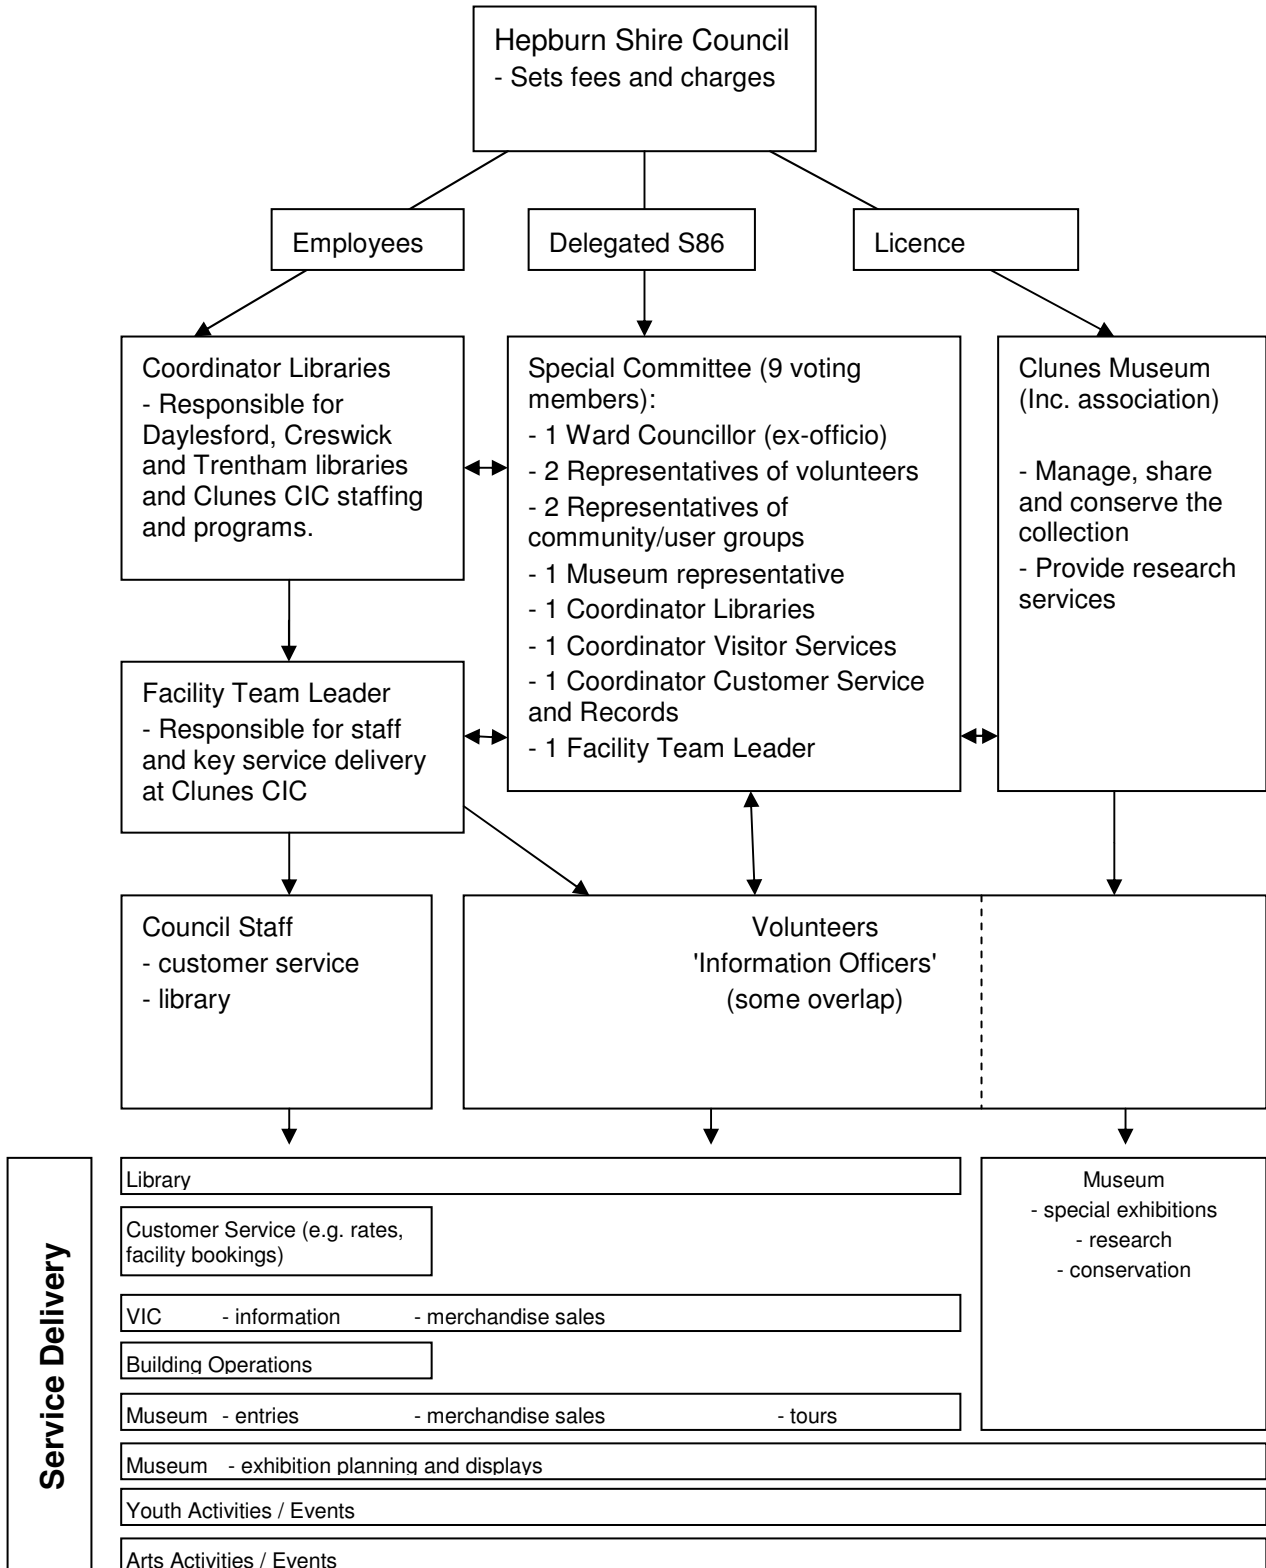 Hepburn Shire Council
- Sets fees and charges
Employees
Delegated S86
Licence
Coordinator Libraries
- Responsible for
Daylesford, Creswick
and Trentham libraries
and Clunes CIC staffing
and programs.
Special Committee (9 voting
members):
- 1 Ward Councillor (ex-officio)
- 2 Representatives of volunteers
- 2 Representatives of
community/user groups
- 1 Museum representative
- 1 Coordinator Libraries
- 1 Coordinator Visitor Services
- 1 Coordinator Customer Service
and Records
- 1 Facility Team Leader
Clunes Museum
(Inc. association)
- Manage, share
and conserve the
collection
- Provide research
services
Facility Team Leader
- Responsible for staff
and key service delivery
at Clunes CIC
Council Staff
- customer service
- library
Volunteers
'Information Officers'
(some overlap)
Service Delivery
Library
Customer Service (e.g. rates,
facility bookings)
VIC - information - merchandise sales
Building Operations
Museum - entries - merchandise sales - tours
Museum
- special exhibitions
- research
- conservation
Museum - exhibition planning and displays
Youth Activities / Events
Arts Activities / Events